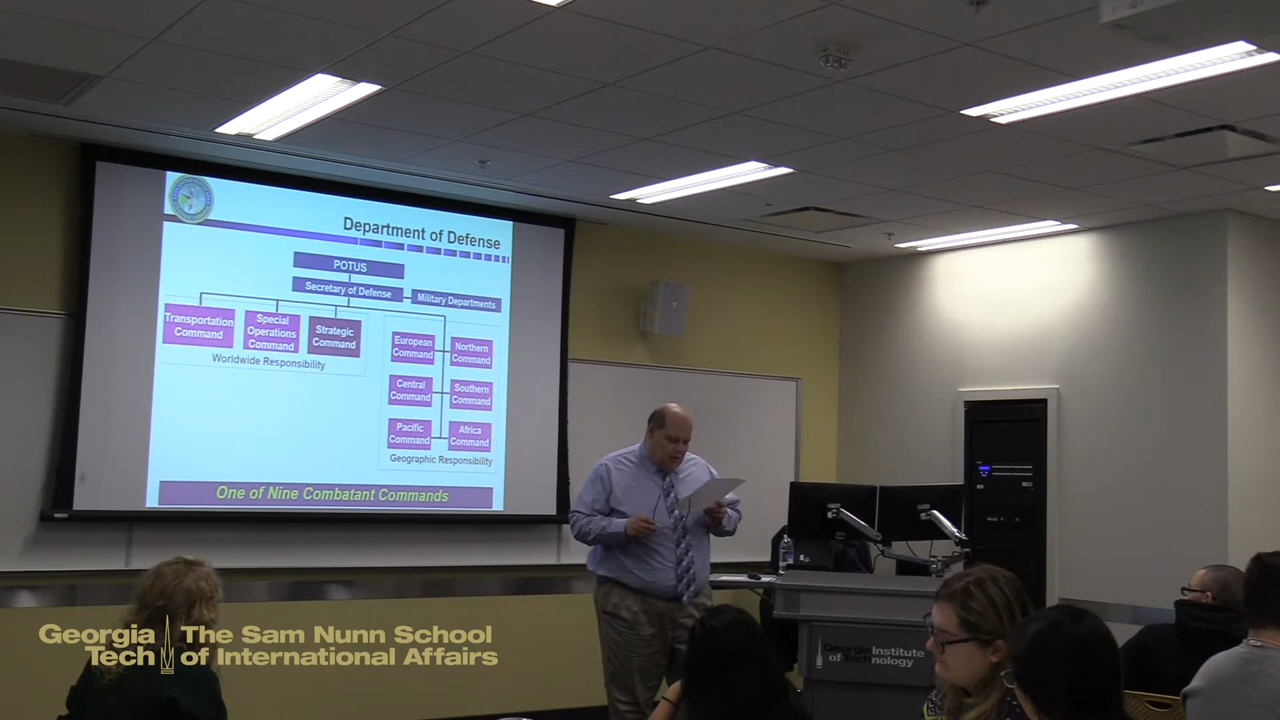 Department of Defense
POTUS
Secretary of Defense
Military Departments
Transportation
Command
Special
Operations
Command
Strategic
Command
Worldwide Responsibility
European
Command
Northern
Command
Central
Command
Southern
Command
Pacific
Command
Africa
Command
Geographic Responsibility
One of Nine Combatant Commands
Georgia Institute
of Technology
Georgia Tech
The Sam Nunn School
of International Affairs